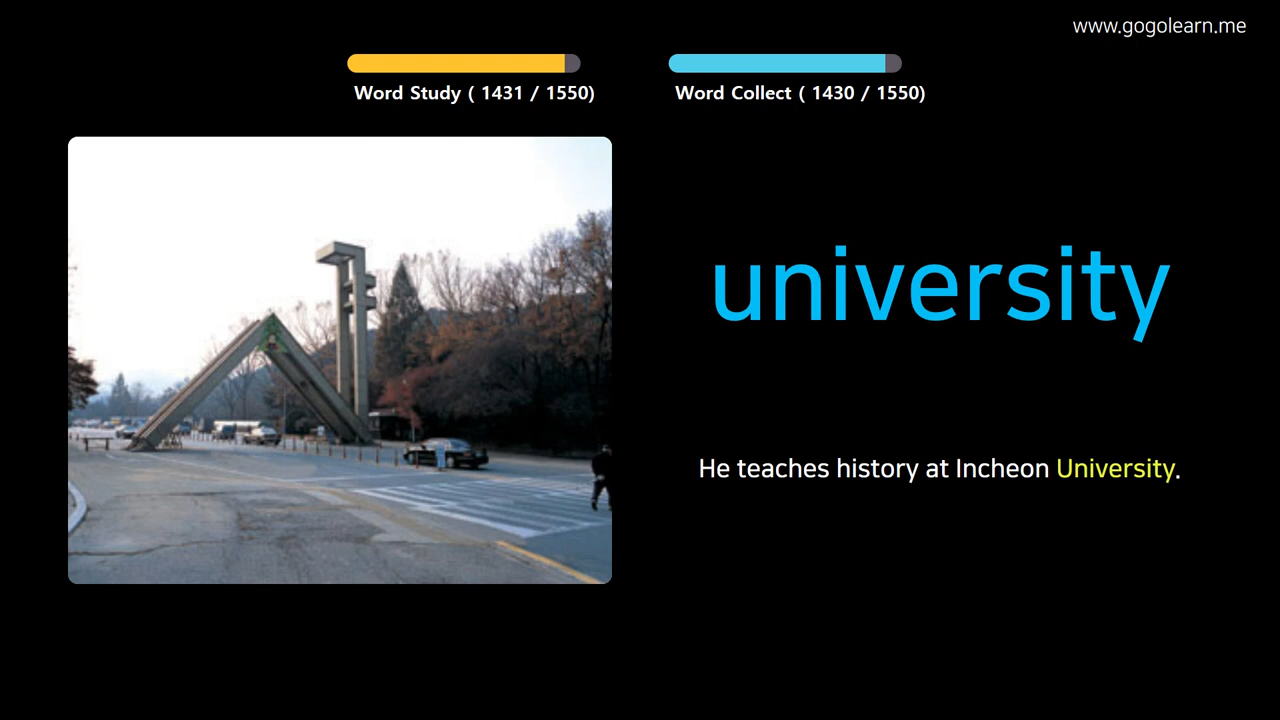 www.gogolearn.me
Word Study ( 1431 / 1550)
Word Collect ( 1430 / 1550)
university
He teaches history at Incheon University.